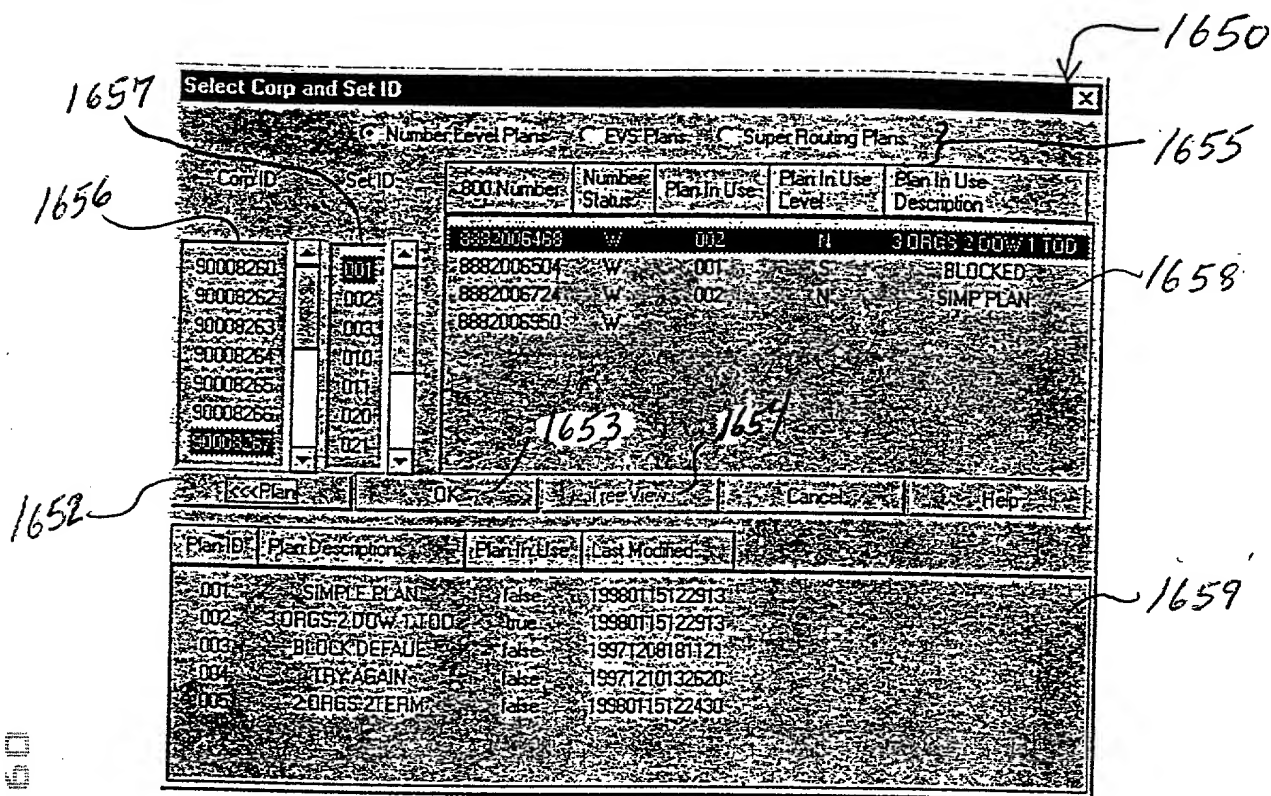 1650
Select Corp and Set ID
1657
Number Level Plans EVS Plans Super Routing Plans
1655
Corp ID Set ID 800 Number Number Status Plan In Use Plan In Use Level Plan In Use Description
1656
8882006468 W 002 N 3 ORGS 2 DOW 1 TOD
90008260 001 8882006504 W 001 S BLOCKED
1658
90008262 002 8882006724 W 002 N SIMP PLAN
90008263 003 8882006950 W
90008264 010
90008265 011
90008266 020
90008267 021
1653 1654
1652
<<<Plan OK Tree View Cancel Help
Plan ID Plan Descriptions Plan In Use Last Modified
001 SIMPLE PLAN false 19980115122913
1659
002 3 ORGS 2 DOW 1 TOD true 19980115122913
003 BLOCK DEFAUE false 19971208181121
004 TRY AGAIN false 19971210132620
005 2 ORGS 2 TERM false 19980115122430